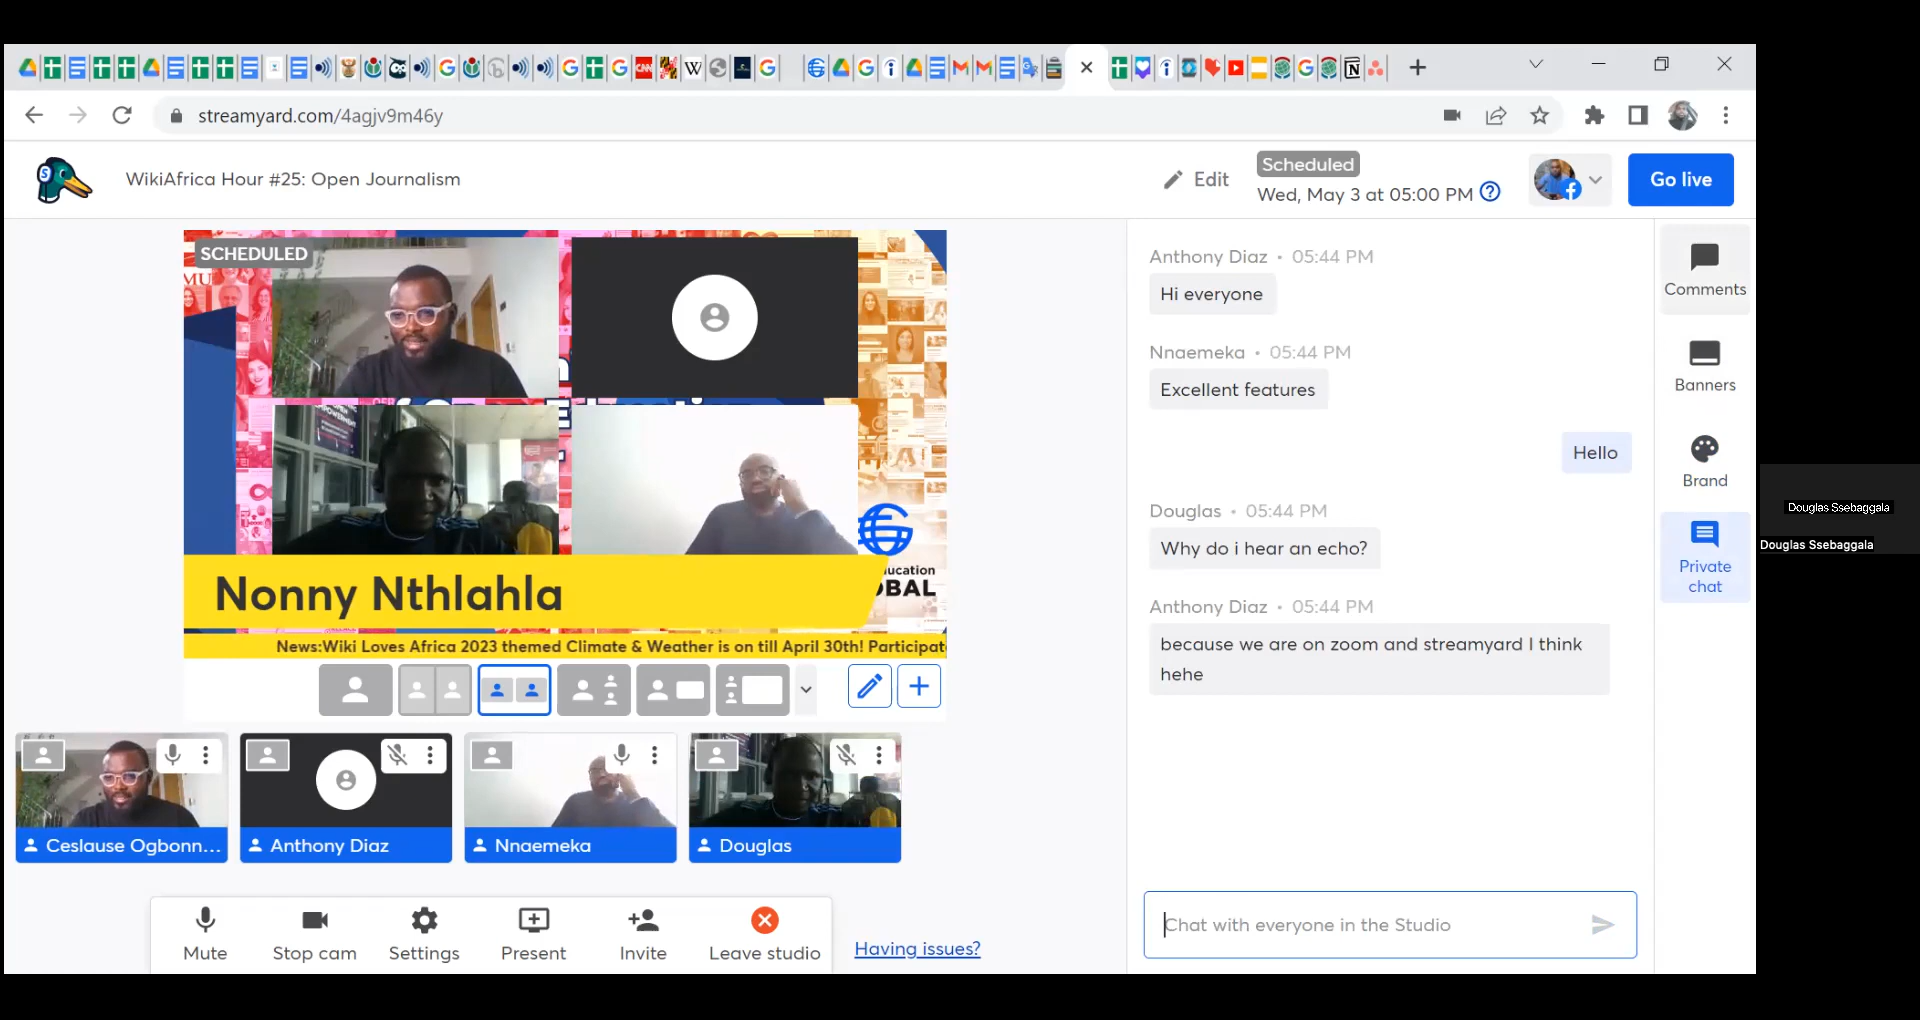 streamyard.com/4agjv9m46y
WikiAfrica Hour #25: Open Journalism
Edit
Scheduled
Wed, May 3 at 05:00 PM
Go live
SCHEDULED
Nonny Nthlahla
ucation
OBAL
News:Wiki Loves Africa 2023 themed Climate & Weather is on till April 30th! Participat
Ceslause Ogbonn...
Anthony Diaz
Nnaemeka
Douglas
Mute
Stop cam
Settings
Present
Invite
Leave studio
Having issues?
Anthony Diaz • 05:44 PM
Hi everyone
Nnaemeka • 05:44 PM
Excellent features
Hello
Douglas • 05:44 PM
Why do i hear an echo?
Anthony Diaz • 05:44 PM
because we are on zoom and streamyard I think
hehe
Chat with everyone in the Studio
Comments
Banners
Brand
Private
chat
Douglas Ssebaggala
Douglas Ssebaggala